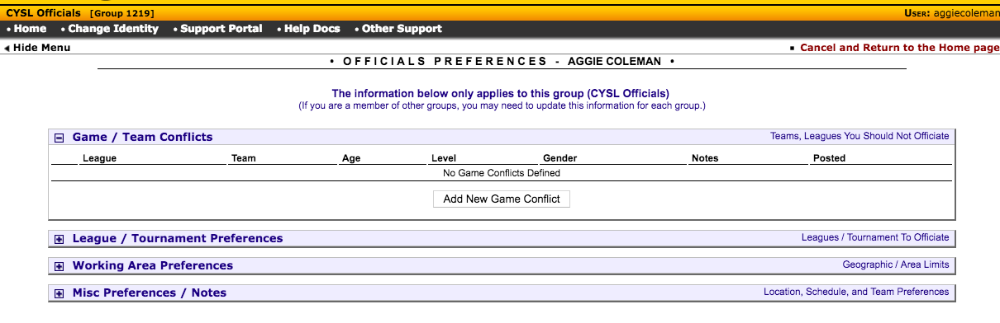 CYSL Officials [Group 1219] User: aggiecoleman
• Home • Change Identity • Support Portal • Help Docs • Other Support
Hide Menu ▪ Cancel and Return to the Home page
• OFFICIALS PREFERENCES - AGGIE COLEMAN •
The information below only applies to this group (CYSL Officials)
(If you are a member of other groups, you may need to update this information for each group.)
Game / Team Conflicts Teams, Leagues You Should Not Officiate
League Team Age Level Gender Notes Posted
No Game Conflicts Defined
Add New Game Conflict
League / Tournament Preferences Leagues / Tournament To Officiate
Working Area Preferences Geographic / Area Limits
Misc Preferences / Notes Location, Schedule, and Team Preferences